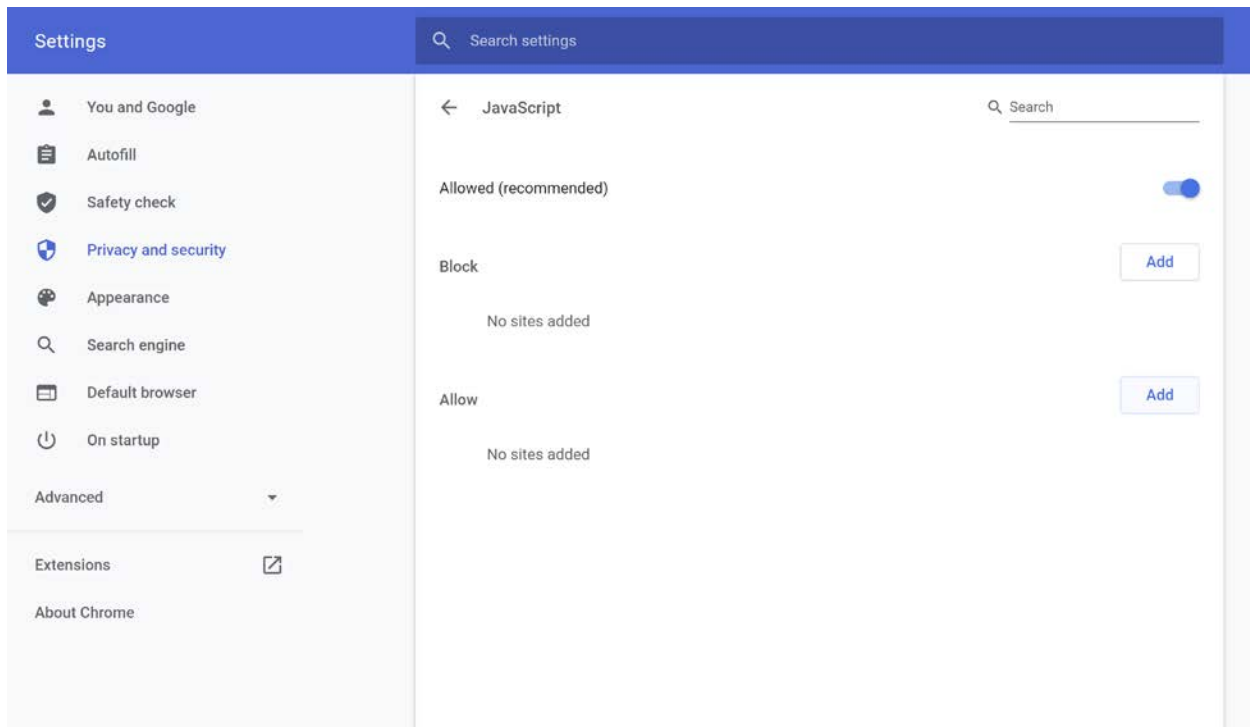 Settings
Search settings
You and Google
Autofill
Safety check
Privacy and security
Appearance
Search engine
Default browser
On startup
Advanced
Extensions
About Chrome
JavaScript
Search
Allowed (recommended)
Block
Add
No sites added
Allow
Add
No sites added